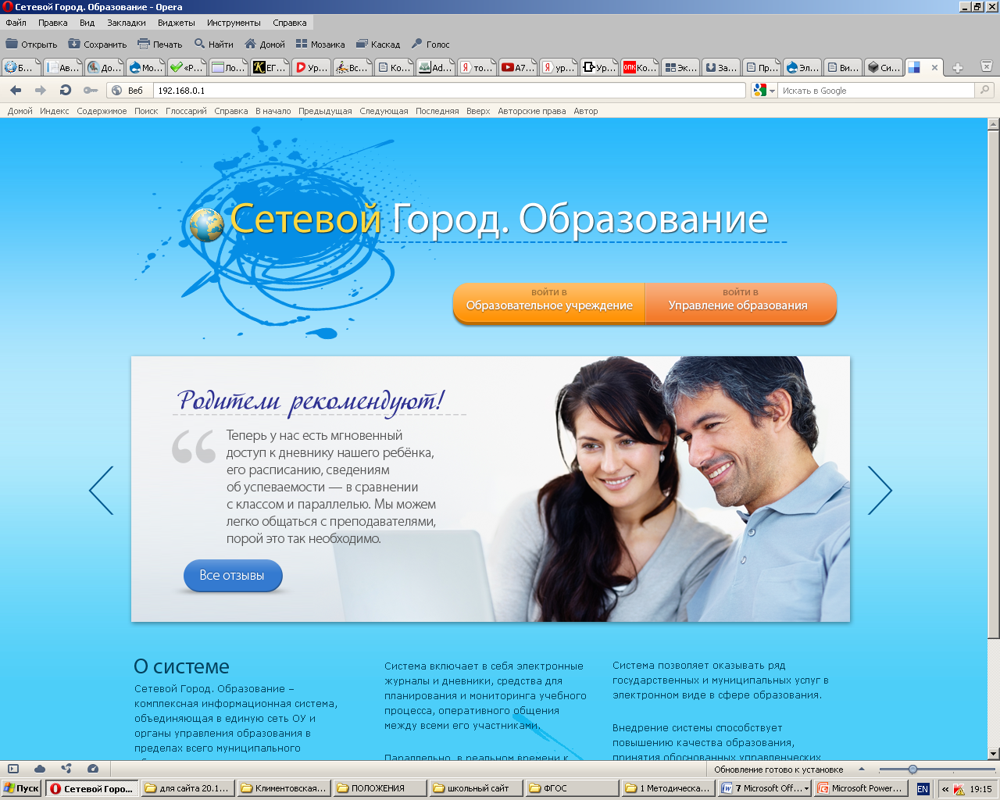 Сетевой Город. Образование - Opera
Файл Правка Вид Закладки Виджеты Инструменты Справка
Открыть Сохранить Печать Найти Домой Мозаика Каскад Голос
Б... Ав... До... Мо... «Р... Ло... ЕГ... Ур... Вс... Ко... Ad... то... А7... ур... Ур... Ко... Эк... За... Пр... Эл... Ви... Си...
Веб 192.168.0.1 Искать в Google
Домой Индекс Содержимое Поиск Глоссарий Справка В начало Предыдущая Следующая Последняя Вверх Авторские права Автор
Сетевой Город. Образование
войти в
Образовательное учреждение
войти в
Управление образования
Родители рекомендуют!
“ Теперь у нас есть мгновенный
доступ к дневнику нашего ребёнка,
его расписанию, сведениям
об успеваемости — в сравнении
с классом и параллелью. Мы можем
легко общаться с преподавателями,
порой это так необходимо.
Все отзывы
О системе
Сетевой Город. Образование –
комплексная информационная система,
объединяющая в единую сеть ОУ и
органы управления образования в
пределах всего муниципального
Система включает в себя электронные
журналы и дневники, средства для
планирования и мониторинга учебного
процесса, оперативного общения
между всеми его участниками.
Параллельно, в реальном времени к
Система позволяет оказывать ряд
государственных и муниципальных услуг в
электронном виде в сфере образования.
Внедрение системы способствует
повышению качества образования,
принятия обоснованных управленческих
Обновление готово к установке
Пуск Сетевой Горо... для сайта 20.1... Климентовская... ПОЛОЖЕНИЯ школьный сайт ФГОС 1 Методическа... 7 Microsoft Off... Microsoft Power... EN « 19:15